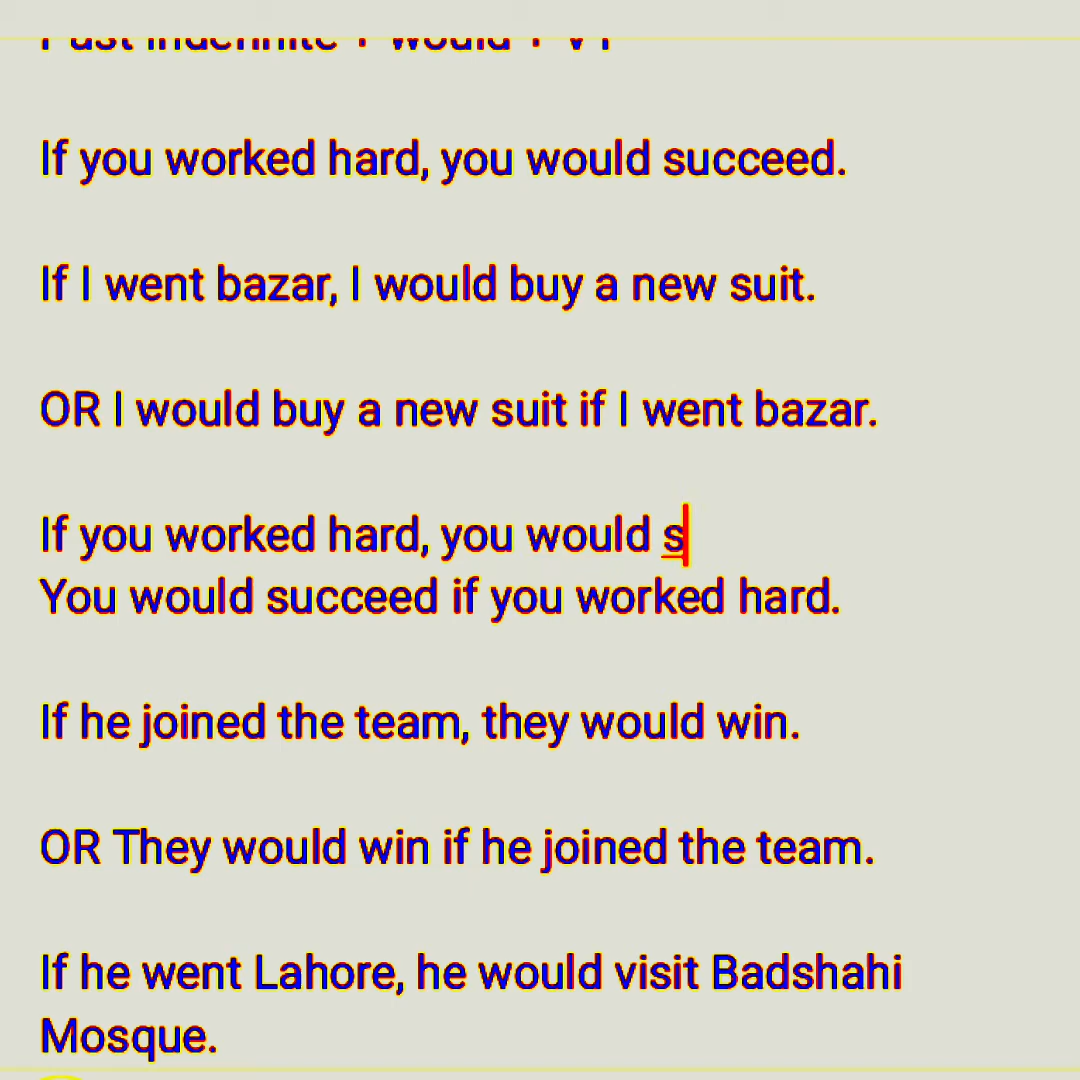 If you worked hard, you would succeed.
If I went bazar, I would buy a new suit.
OR I would buy a new suit if I went bazar.
If you worked hard, you would s
You would succeed if you worked hard.
If he joined the team, they would win.
OR They would win if he joined the team.
If he went Lahore, he would visit Badshahi
Mosque.